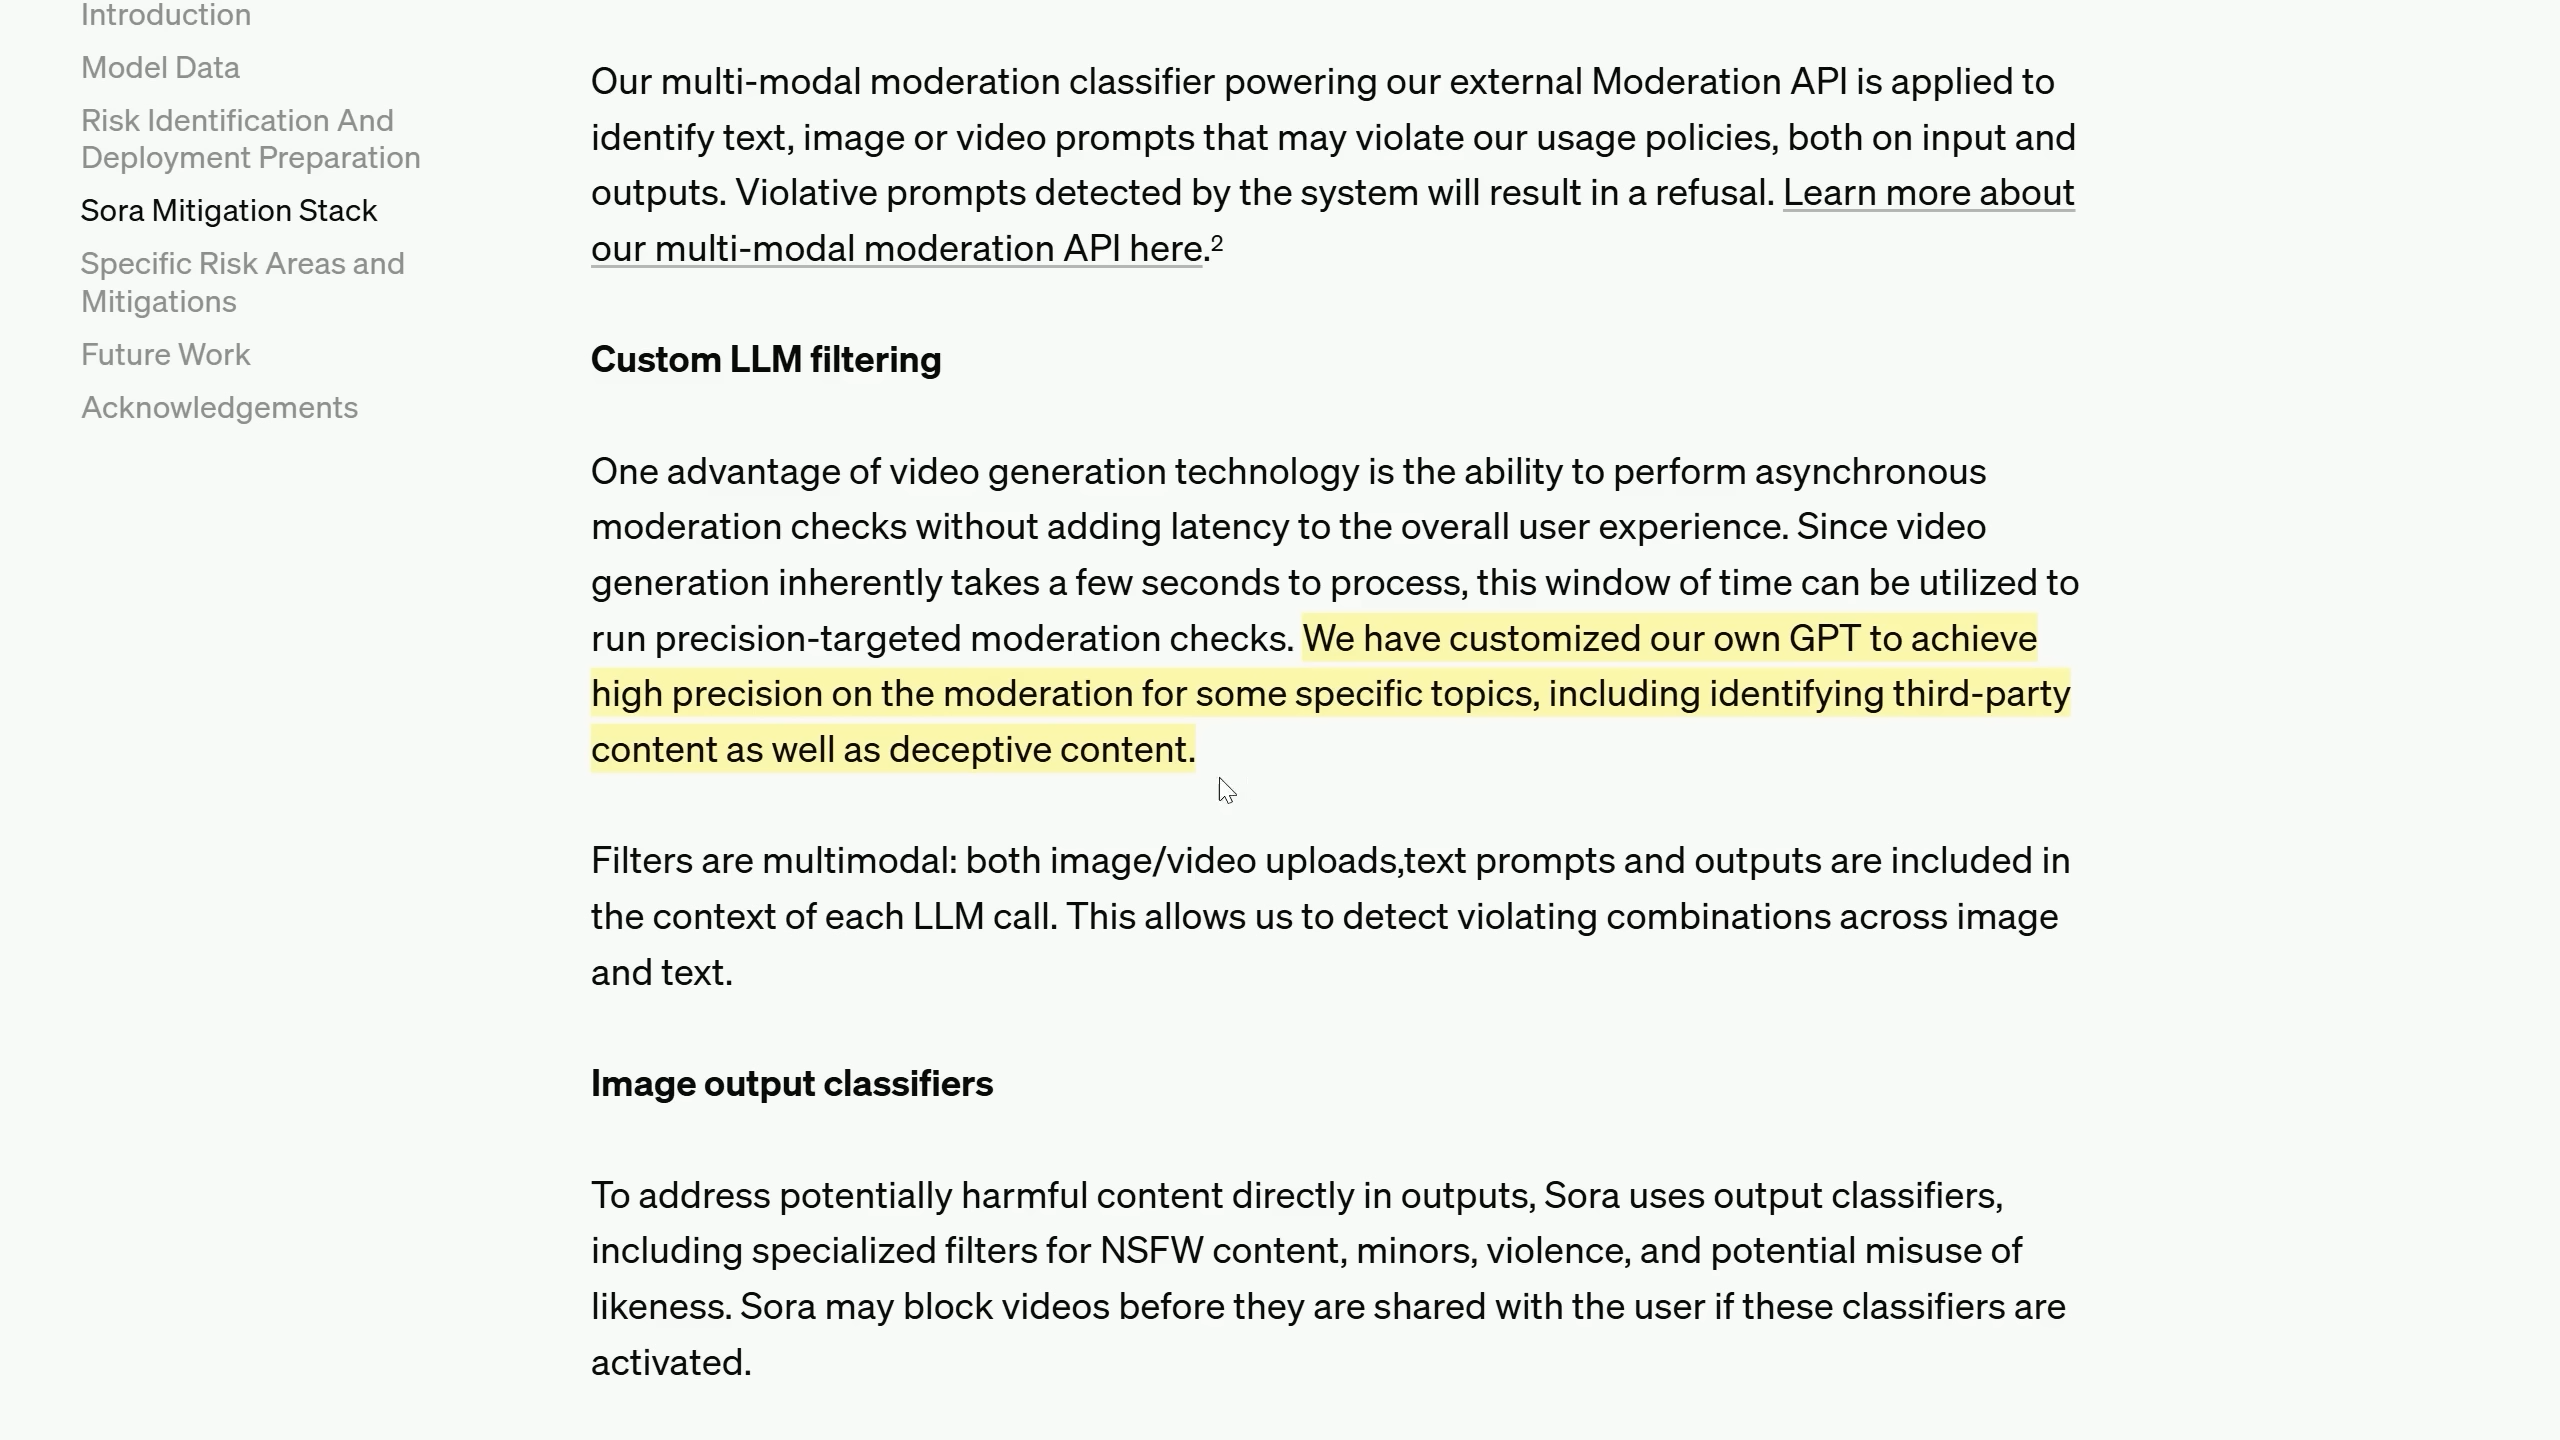 Introduction
Model Data
Risk Identification And
Deployment Preparation
Sora Mitigation Stack
Specific Risk Areas and
Mitigations
Future Work
Acknowledgements
Our multi-modal moderation classifier powering our external Moderation API is applied to
identify text, image or video prompts that may violate our usage policies, both on input and
outputs. Violative prompts detected by the system will result in a refusal. Learn more about
our multi-modal moderation API here.²
Custom LLM filtering
One advantage of video generation technology is the ability to perform asynchronous
moderation checks without adding latency to the overall user experience. Since video
generation inherently takes a few seconds to process, this window of time can be utilized to
run precision-targeted moderation checks. We have customized our own GPT to achieve
high precision on the moderation for some specific topics, including identifying third-party
content as well as deceptive content.
Filters are multimodal: both image/video uploads,text prompts and outputs are included in
the context of each LLM call. This allows us to detect violating combinations across image
and text.
Image output classifiers
To address potentially harmful content directly in outputs, Sora uses output classifiers,
including specialized filters for NSFW content, minors, violence, and potential misuse of
likeness. Sora may block videos before they are shared with the user if these classifiers are
activated.